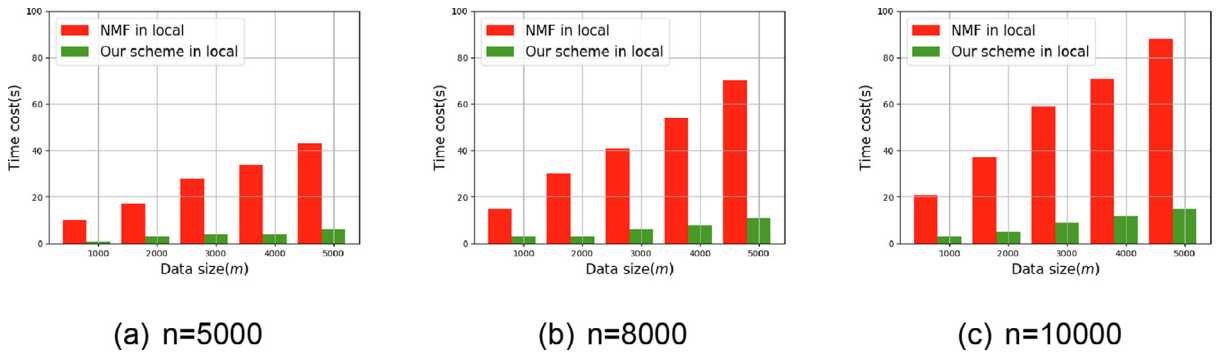 100
80
60
40
20
0
Time cost(s)
NMF in local
Our scheme in local
1000 2000 3000 4000 5000
Data size(m)
(a) n=5000
100
80
60
40
20
0
Time cost(s)
NMF in local
Our scheme in local
1000 2000 3000 4000 5000
Data size(m)
(b) n=8000
100
80
60
40
20
0
Time cost(s)
NMF in local
Our scheme in local
1000 2000 3000 4000 5000
Data size(m)
(c) n=10000